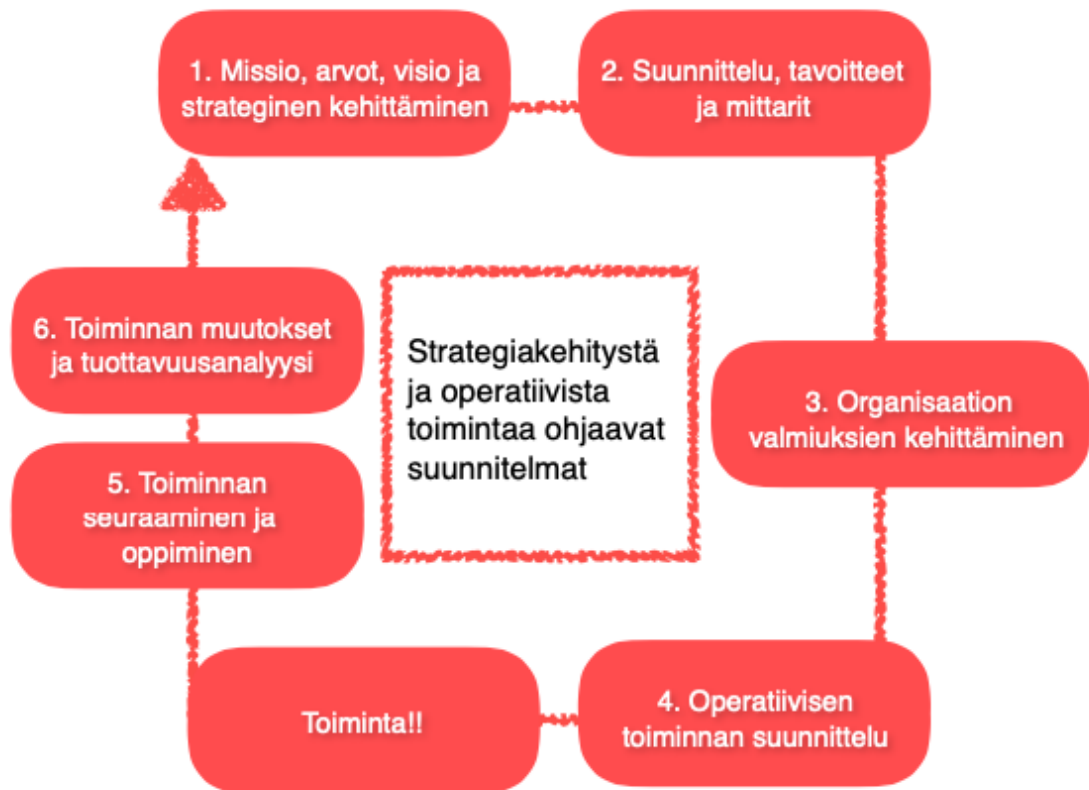 1. Missio, arvot, visio ja
strateginen kehittäminen
2. Suunnittelu, tavoitteet
ja mittarit
3. Organisaation
valmiuksien kehittäminen
4. Operatiivisen
toiminnan suunnittelu
Toiminta!!
5. Toiminnan
seuraaminen ja
oppiminen
6. Toiminnan muutokset
ja tuottavuusanalyysi
Strategiakehitystä
ja operatiivista
toimintaa ohjaavat
suunnitelmat